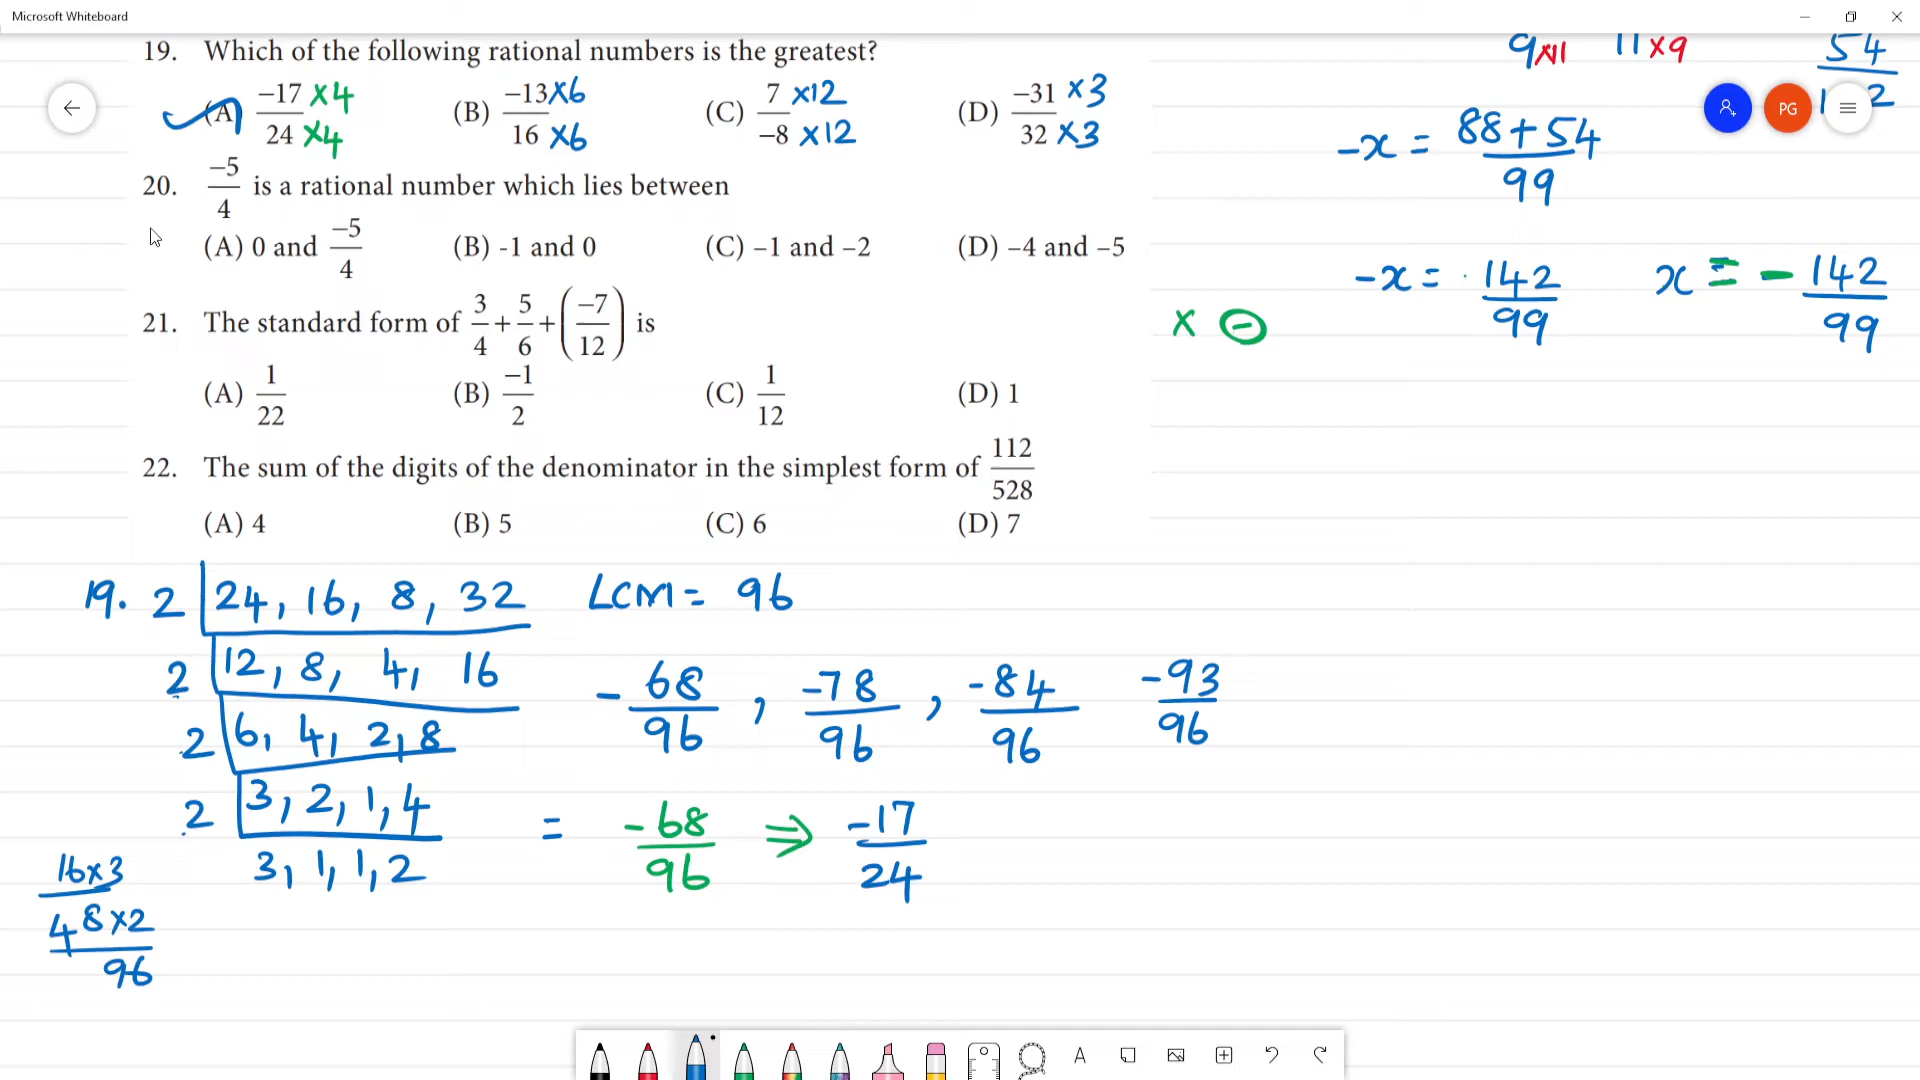 Microsoft Whiteboard
19. Which of the following rational numbers is the greatest?
(A) −17×4 / 24×4 (B) −13×6 / 16×6 (C) 7×12 / −8×12 (D) −31×3 / 32×3
20. −5/4 is a rational number which lies between
(A) 0 and −5/4 (B) -1 and 0 (C) −1 and −2 (D) −4 and −5
21. The standard form of 3/4 + 5/6 + (−7/12) is
(A) 1/22 (B) −1/2 (C) 1/12 (D) 1
22. The sum of the digits of the denominator in the simplest form of 112/528
(A) 4 (B) 5 (C) 6 (D) 7
9×11 11×9 54
PG
-x = 88+54 / 99
-x = 142/99 x = -142/99
× ⊖
19. 2 | 24, 16, 8, 32 LCM = 96
2 | 12, 8, 4, 16
2 | 6, 4, 2, 8
2 | 3, 2, 1, 4
3, 1, 1, 2
-68/96 , -78/96 , -84/96 -93/96
= -68/96 ⇒ -17/24
16×3
48×2
96
A